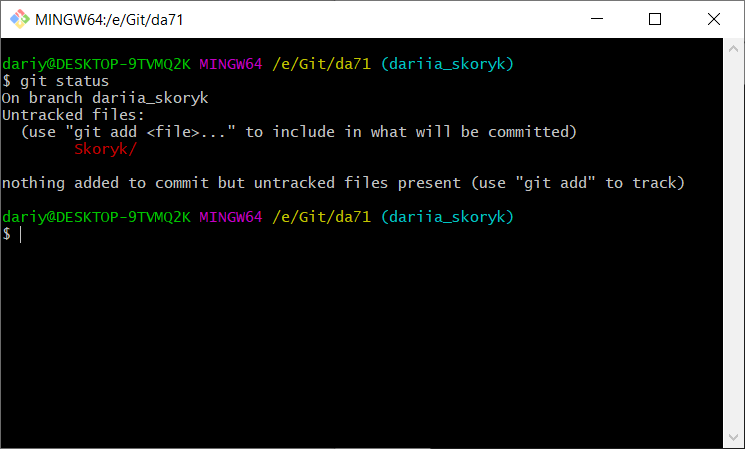 MINGW64:/e/Git/da71
dariy@DESKTOP-9TVMQ2K MINGW64 /e/Git/da71 (dariia_skoryk)
$ git status
On branch dariia_skoryk
Untracked files:
  (use "git add <file>..." to include in what will be committed)
        Skoryk/
nothing added to commit but untracked files present (use "git add" to track)
dariy@DESKTOP-9TVMQ2K MINGW64 /e/Git/da71 (dariia_skoryk)
$